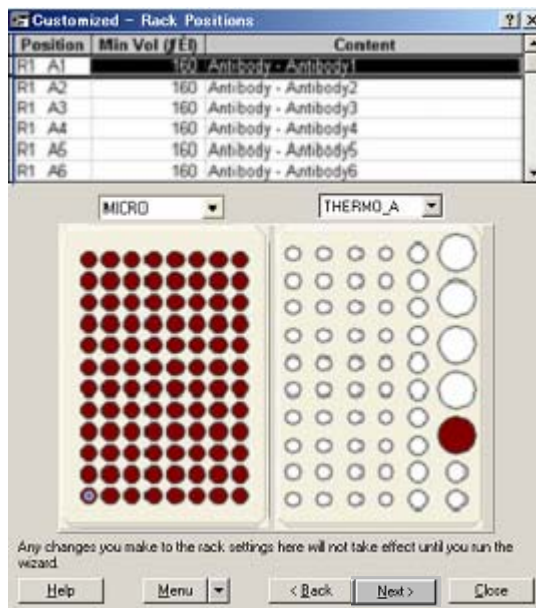 Customized - Rack Positions
Position Min Vol (ƒÊl) Content
R1 A1 160 Antibody - Antibody1
R1 A2 160 Antibody - Antibody2
R1 A3 160 Antibody - Antibody3
R1 A4 160 Antibody - Antibody4
R1 A5 160 Antibody - Antibody5
R1 A6 160 Antibody - Antibody6
MICRO THERMO_A
Any changes you make to the rack settings here will not take effect until you run the
wizard.
Help Menu < Back Next > Close